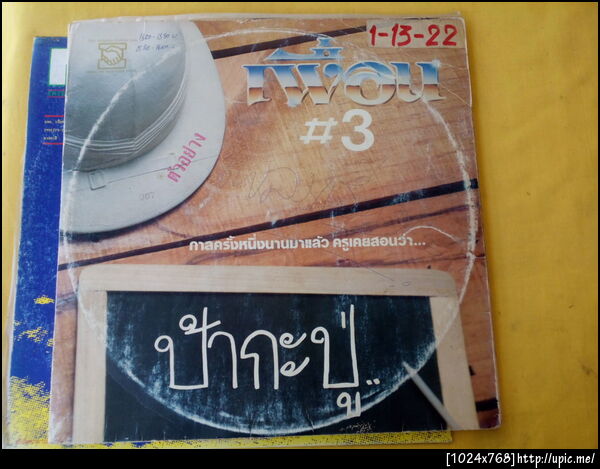 เพื่อน
#3
1-15-22
ตัวอย่าง
กาลครั้งหนึ่งนานมาแล้ว ครูเคยสอนว่า...
ป้ากะปู่..
[1024x768]http://upic.me/